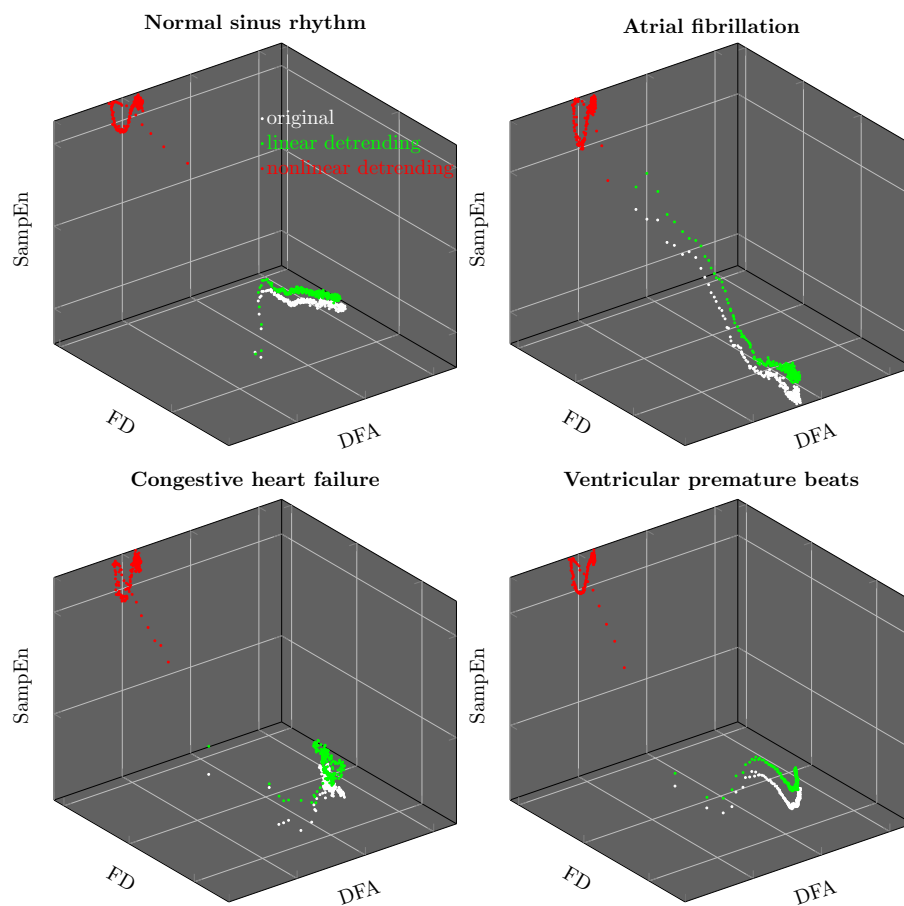 Normal sinus rhythm
Atrial fibrillation
original
linear detrending
nonlinear detrending
SampEn
SampEn
FD
DFA
FD
DFA
Congestive heart failure
Ventricular premature beats
SampEn
SampEn
FD
DFA
FD
DFA